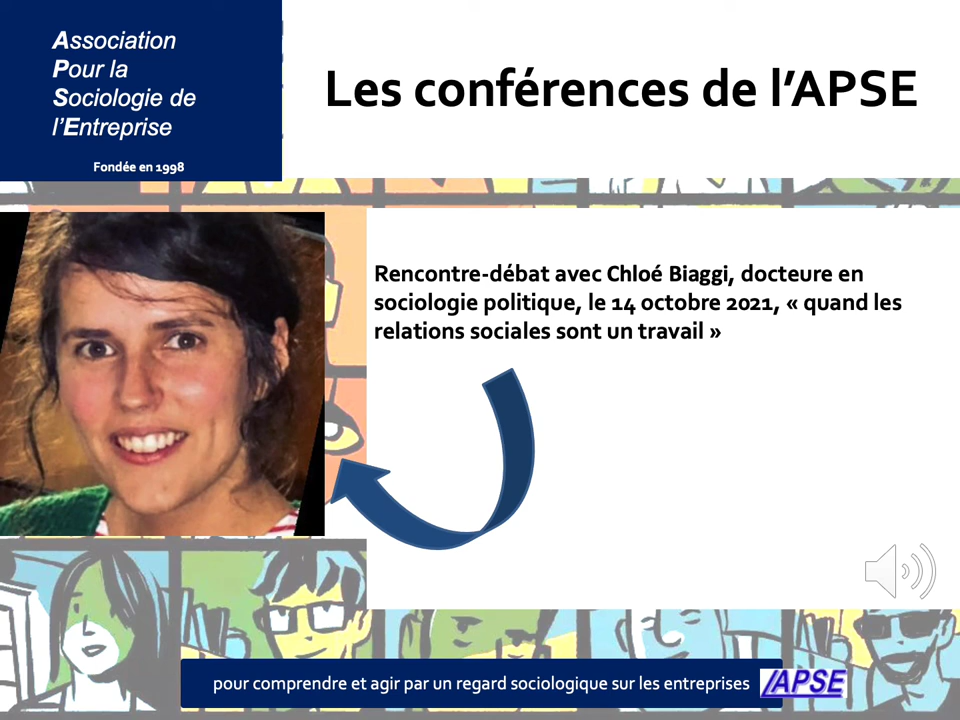 Association
Pour la
Sociologie de
l'Entreprise
Fondée en 1998
Les conférences de l'APSE
Rencontre-débat avec Chloé Biaggi, docteure en
sociologie politique, le 14 octobre 2021, « quand les
relations sociales sont un travail »
pour comprendre et agir par un regard sociologique sur les entreprises
APSE